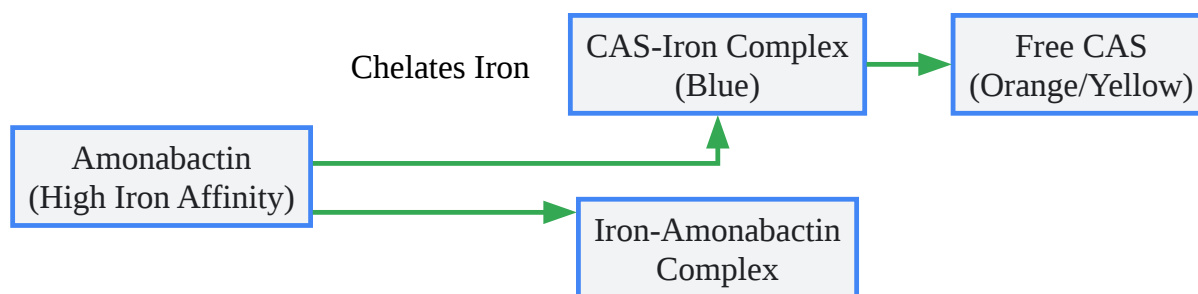 Chelates Iron
CAS-Iron Complex
(Blue)
Free CAS
(Orange/Yellow)
Amonabactin
(High Iron Affinity)
Iron-Amonabactin
Complex